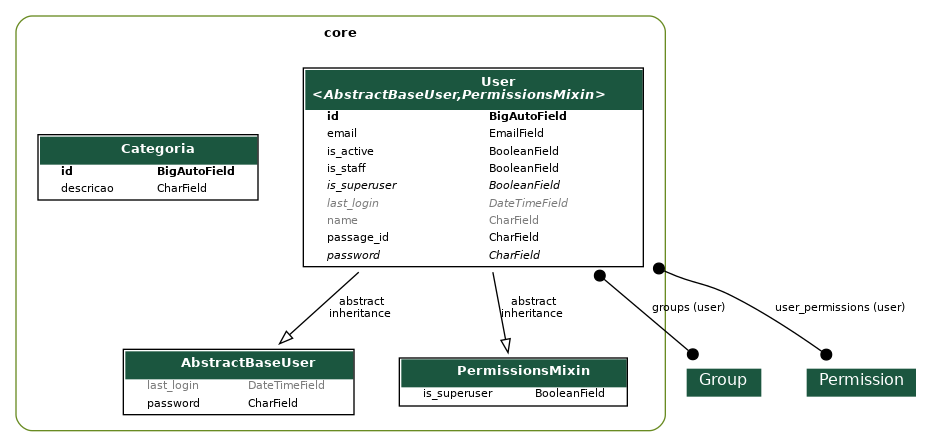 core
User
<AbstractBaseUser,PermissionsMixin>
id BigAutoField
email EmailField
is_active BooleanField
is_staff BooleanField
is_superuser BooleanField
last_login DateTimeField
name CharField
passage_id CharField
password CharField
Categoria
id BigAutoField
descricao CharField
abstract
inheritance
abstract
inheritance
groups (user)
user_permissions (user)
AbstractBaseUser
last_login DateTimeField
password CharField
PermissionsMixin
is_superuser BooleanField
Group
Permission